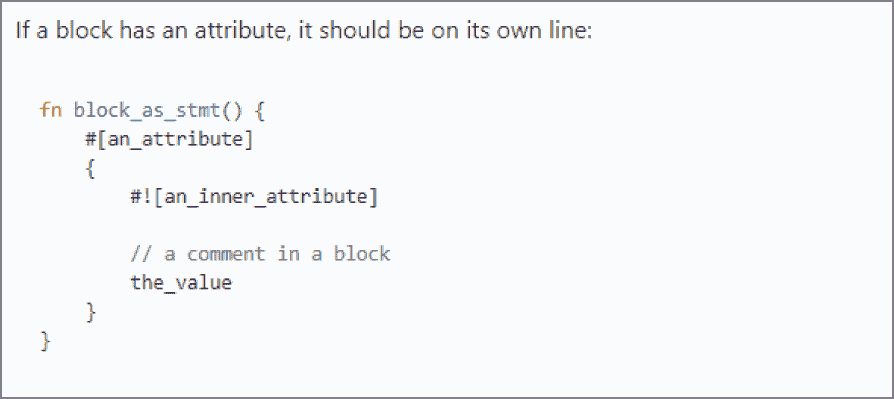 If a block has an attribute, it should be on its own line:
fn block_as_stmt() {
    #[an_attribute]
    {
        #![an_inner_attribute]

        // a comment in a block
        the_value
    }
}